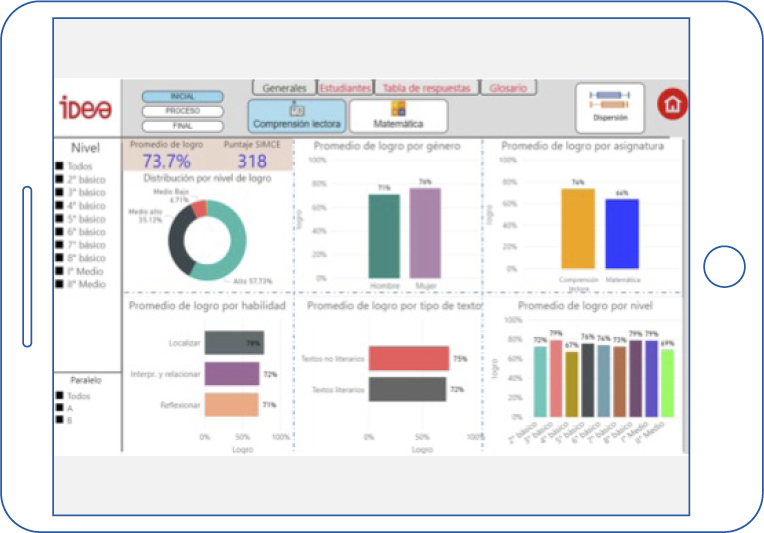 idea
INICIAL
PROCESO
FINAL
Generales
Estudiantes
Tabla de respuestas
Glosario
Comprensión lectora
Matemática
Dispersión
Nivel
Todos
2° básico
3° básico
4° básico
5° básico
6° básico
7° básico
8° básico
I° Medio
II° Medio
Paralelo
Todos
A
B
Promedio de logro
73.7%
Puntaje SIMCE
318
Distribución por nivel de logro
Medio Bajo
6,71%
Medio alto
35,12%
Alto 57,73%
Promedio de logro por género
100%
80%
60%
40%
20%
0%
logro
71%
76%
Hombre
Mujer
Promedio de logro por asignatura
100%
80%
60%
40%
20%
0%
logro
74%
64%
Comprensión
lectora
Matemática
Promedio de logro por habilidad
Localizar
78%
Interpr. y relacionar
72%
Reflexionar
71%
0%
50%
100%
Logro
Promedio de logro por tipo de textor
Textos no literarios
75%
Textos literarios
72%
0%
50%
100%
Logro
Promedio de logro por nivel
100%
80%
60%
40%
20%
0%
logro
72%
79%
67%
76%
74%
73%
79%
79%
69%
2° básico
3° básico
4° básico
5° básico
6° básico
7° básico
8° básico
I° Medio
II° Medio